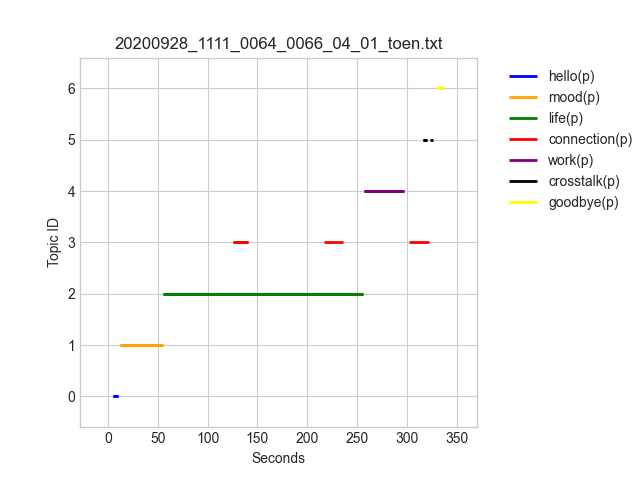 20200928_1111_0064_0066_04_01_toen.txt
hello(p)
mood(p)
life(p)
connection(p)
work(p)
crosstalk(p)
goodbye(p)
Topic ID
6
5
4
3
2
1
0
0 50 100 150 200 250 300 350
Seconds